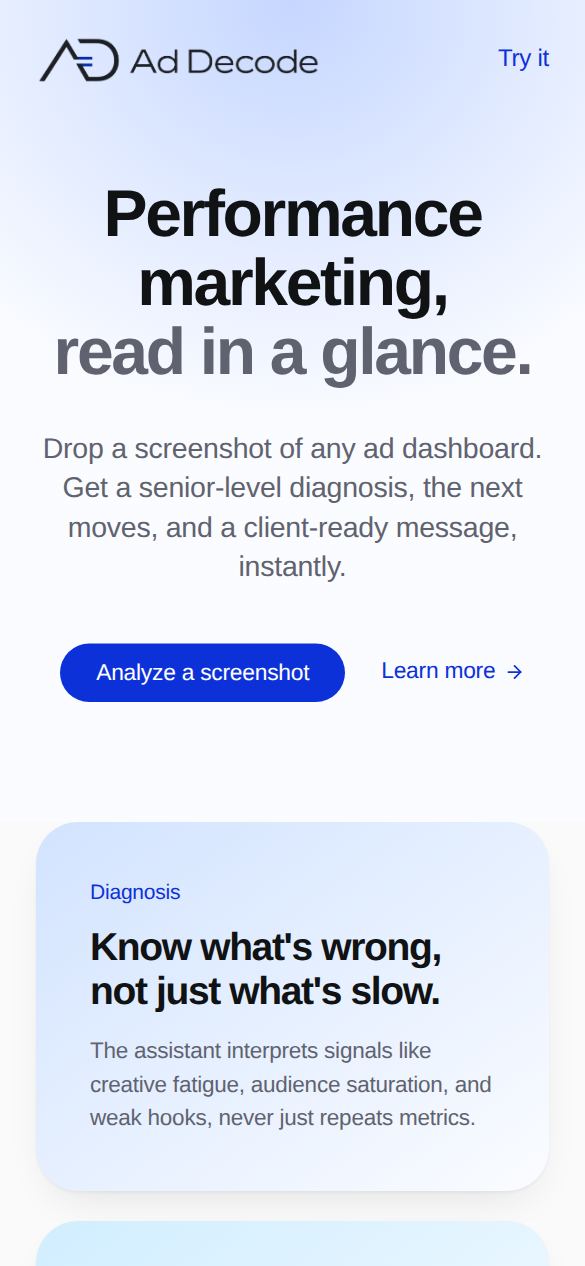 Ad Decode
Try it
Performance
marketing,
read in a glance.
Drop a screenshot of any ad dashboard.
Get a senior-level diagnosis, the next
moves, and a client-ready message,
instantly.
Analyze a screenshot
Learn more →
Diagnosis
Know what's wrong,
not just what's slow.
The assistant interprets signals like
creative fatigue, audience saturation, and
weak hooks, never just repeats metrics.